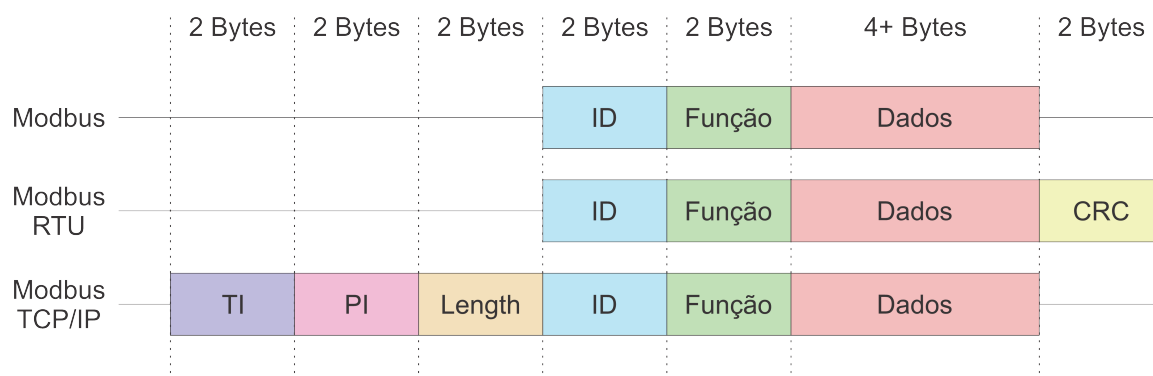 2 Bytes 2 Bytes 2 Bytes 2 Bytes 2 Bytes 4+ Bytes 2 Bytes
Modbus ID Função Dados
Modbus
RTU
ID Função Dados CRC
Modbus
TCP/IP
TI PI Length ID Função Dados